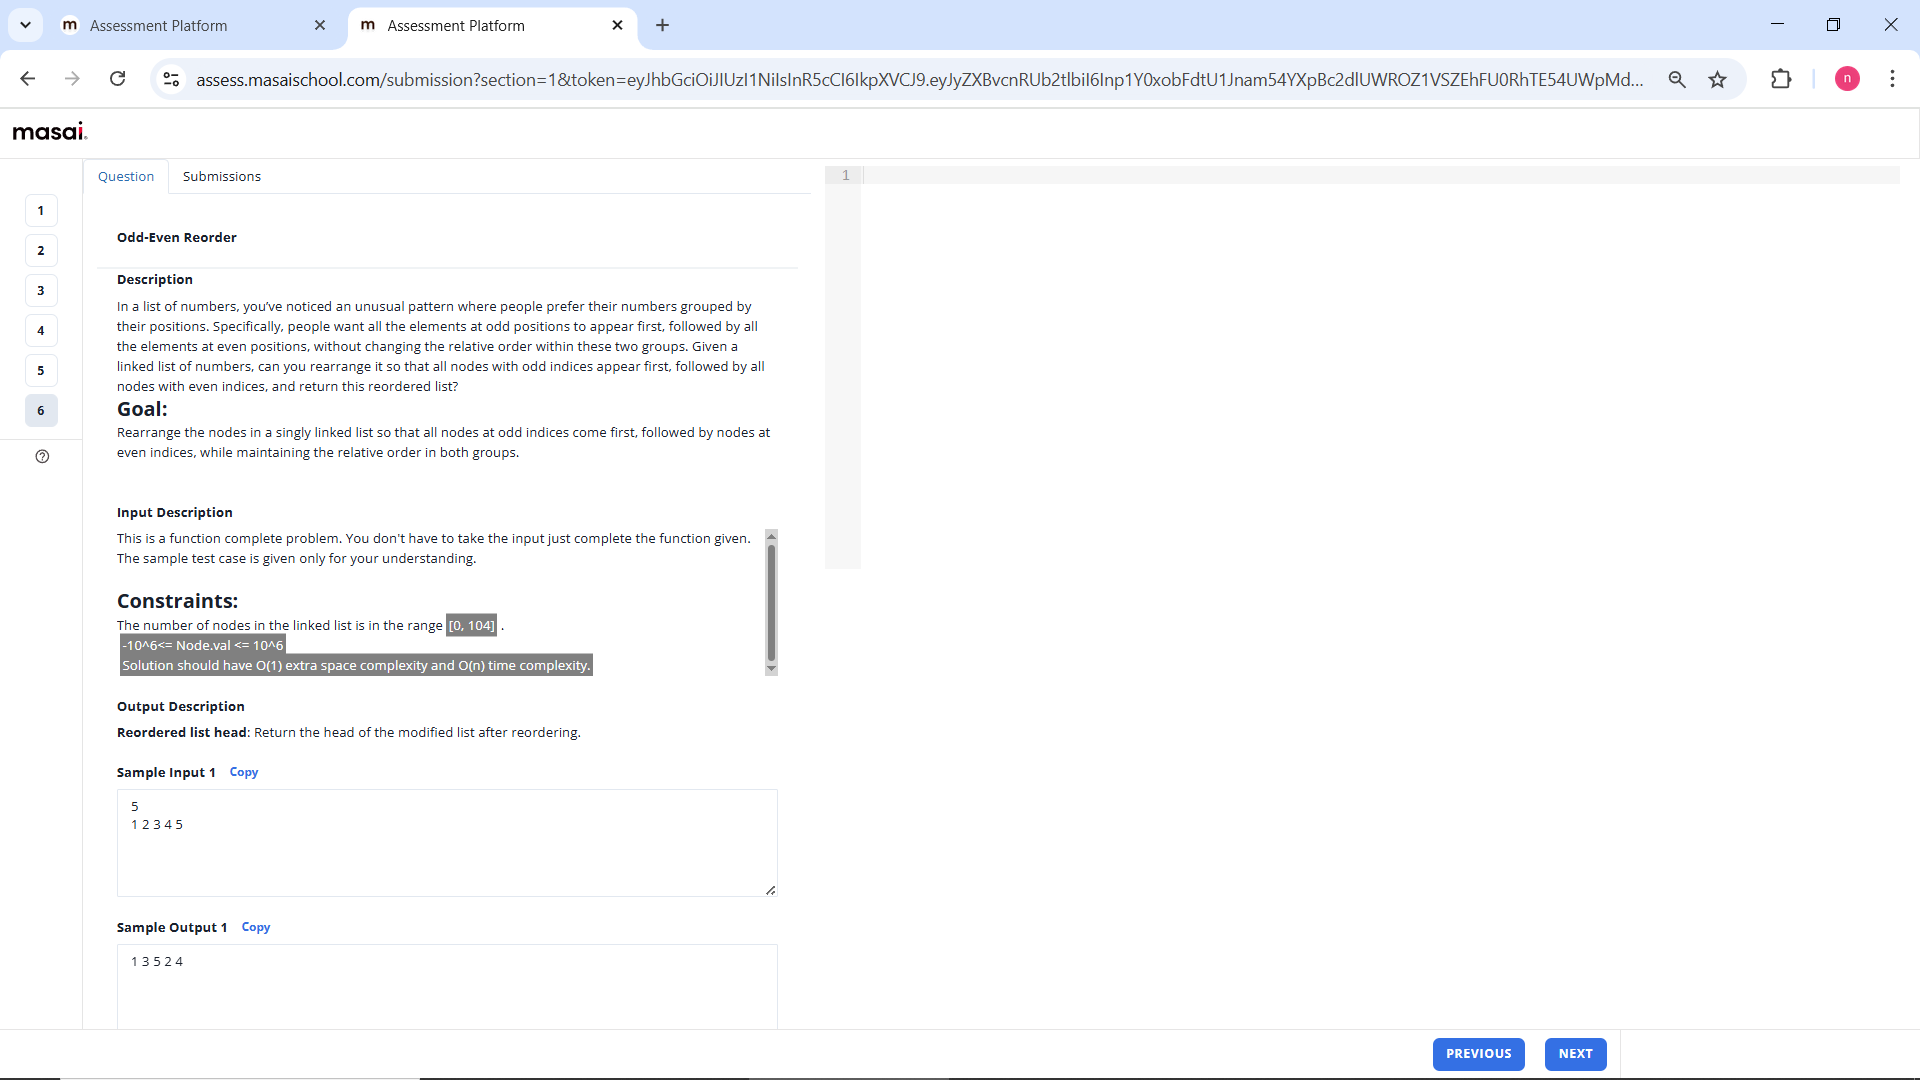 Assessment Platform
Assessment Platform
assess.masaischool.com/submission?section=1&token=eyJhbGciOiJIUzI1NiIsInR5cCI6IkpXVCJ9.eyJyZXBvcnRUb2tlbiI6Inp1Y0xobFdtU1Jnam54YXpBc2dlUWROZ1VSZEhFU0RhTE54UWpMd...
n
masai.
Question
Submissions
1
1
2
3
4
5
6
Odd-Even Reorder
Description
In a list of numbers, you’ve noticed an unusual pattern where people prefer their numbers grouped by
their positions. Specifically, people want all the elements at odd positions to appear first, followed by all
the elements at even positions, without changing the relative order within these two groups. Given a
linked list of numbers, can you rearrange it so that all nodes with odd indices appear first, followed by all
nodes with even indices, and return this reordered list?
Goal:
Rearrange the nodes in a singly linked list so that all nodes at odd indices come first, followed by nodes at
even indices, while maintaining the relative order in both groups.
Input Description
This is a function complete problem. You don't have to take the input just complete the function given.
The sample test case is given only for your understanding.
Constraints:
The number of nodes in the linked list is in the range [0, 104] .
-10^6<= Node.val <= 10^6
Solution should have O(1) extra space complexity and O(n) time complexity.
Output Description
Reordered list head: Return the head of the modified list after reordering.
Sample Input 1 Copy
5
1 2 3 4 5
Sample Output 1 Copy
1 3 5 2 4
PREVIOUS
NEXT